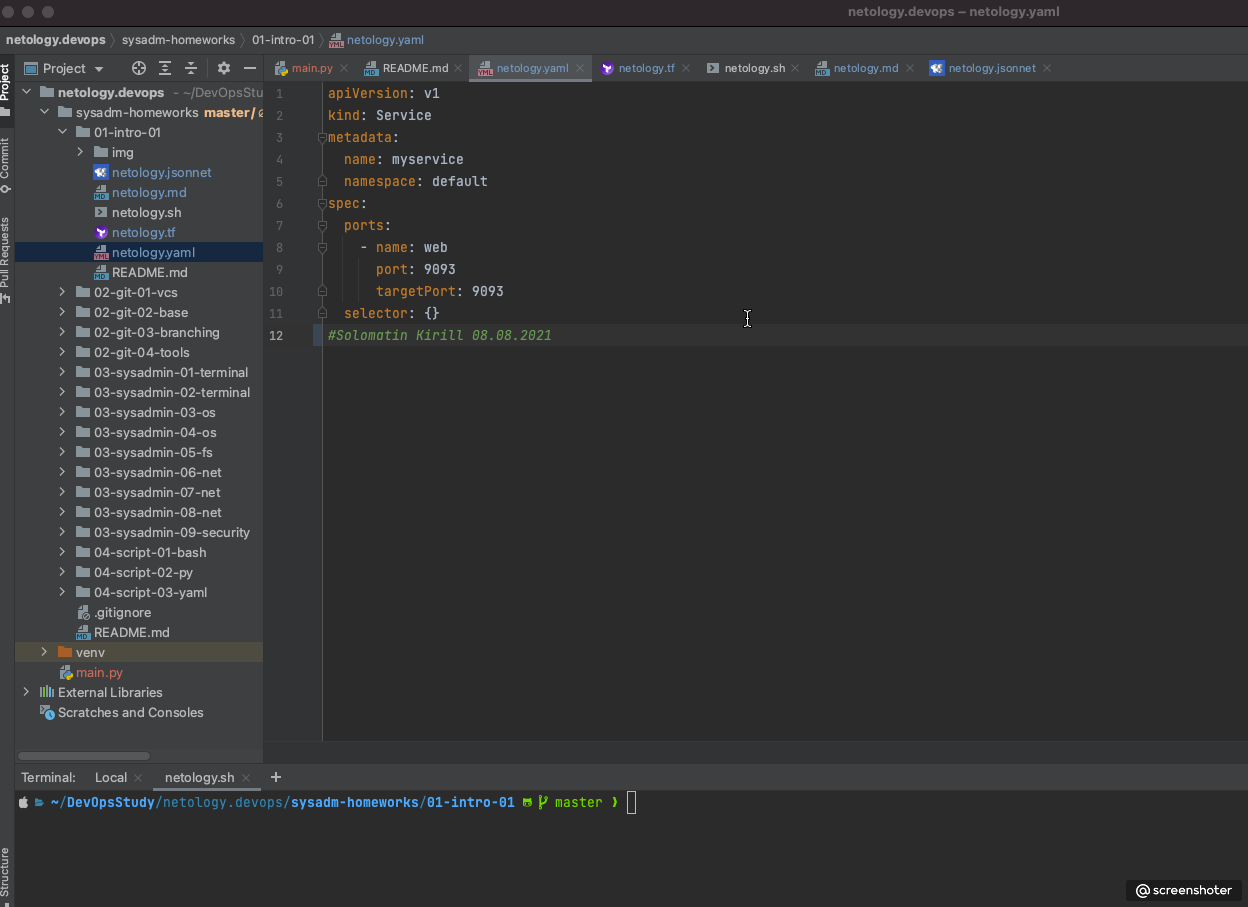 netology.devops – netology.yaml
netology.devops sysadm-homeworks 01-intro-01 netology.yaml
Project
Commit
Pull Requests
Structure
Project
netology.devops - ~/DevOpsStu
sysadm-homeworks master /
01-intro-01
img
netology.jsonnet
netology.md
netology.sh
netology.tf
netology.yaml
README.md
02-git-01-vcs
02-git-02-base
02-git-03-branching
02-git-04-tools
03-sysadmin-01-terminal
03-sysadmin-02-terminal
03-sysadmin-03-os
03-sysadmin-04-os
03-sysadmin-05-fs
03-sysadmin-06-net
03-sysadmin-07-net
03-sysadmin-08-net
03-sysadmin-09-security
04-script-01-bash
04-script-02-py
04-script-03-yaml
.gitignore
README.md
venv
main.py
External Libraries
Scratches and Consoles
main.py README.md netology.yaml netology.tf netology.sh netology.md netology.jsonnet
1 apiVersion: v1
2 kind: Service
3 metadata:
4   name: myservice
5   namespace: default
6 spec:
7   ports:
8     - name: web
9       port: 9093
10       targetPort: 9093
11   selector: {}
12 #Solomatin Kirill 08.08.2021
Terminal: Local netology.sh +
~/DevOpsStudy/netology.devops/sysadm-homeworks/01-intro-01 master ❯
screenshoter